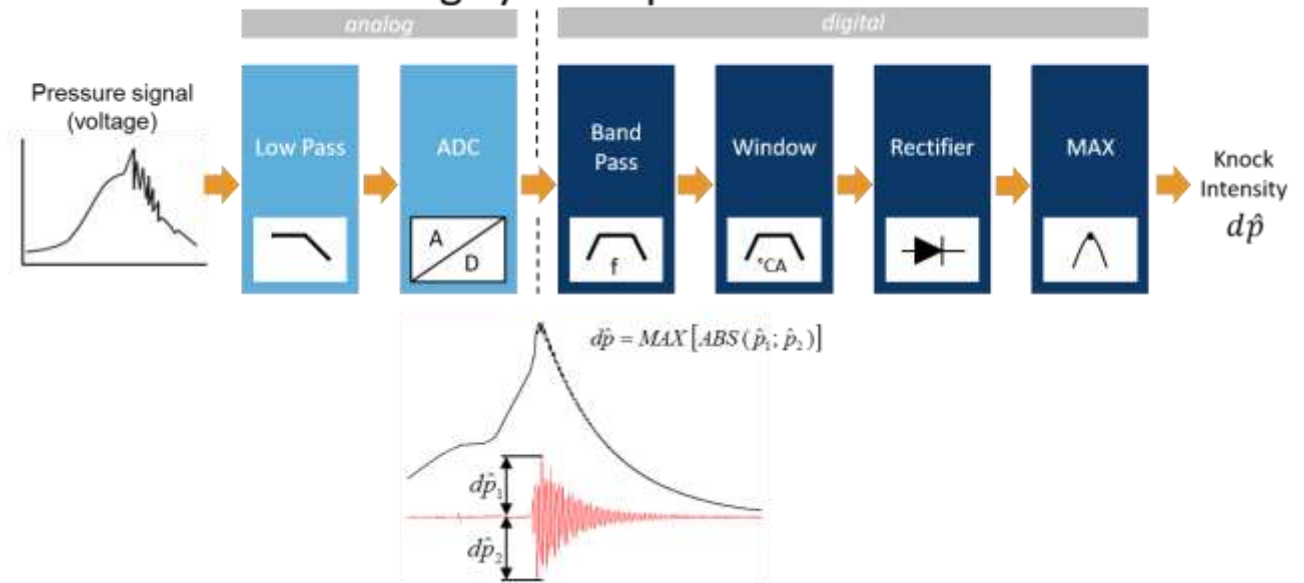 analog
digital
Pressure signal
(voltage)
Low Pass
ADC
A
D
Band
Pass
f
Window
°CA
Rectifier
MAX
Knock
Intensity
dp̂
dp̂ = MAX[ABS(p̂₁; p̂₂)]
dp̂₁
dp̂₂